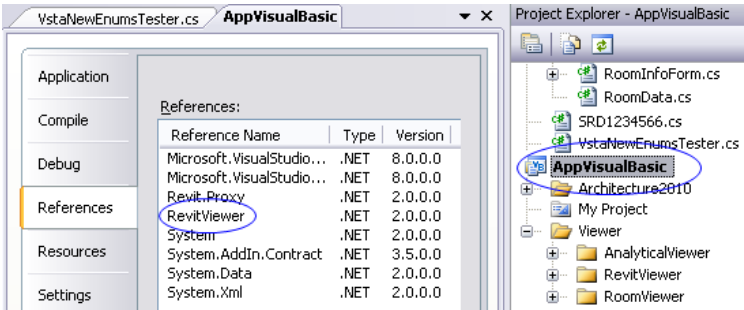 VstaNewEnumsTester.cs
AppVisualBasic
Application
Compile
Debug
References
Resources
Settings
References:
Reference Name Type Version
Microsoft.VisualStudio... .NET 8.0.0.0
Microsoft.VisualStudio... .NET 8.0.0.0
Revit.Proxy .NET 2.0.0.0
RevitViewer .NET 2.0.0.0
System .NET 2.0.0.0
System.AddIn.Contract .NET 3.5.0.0
System.Data .NET 2.0.0.0
System.Xml .NET 2.0.0.0
Project Explorer - AppVisualBasic
RoomInfoForm.cs
RoomData.cs
SRD1234566.cs
VstaNewEnumsTester.cs
AppVisualBasic
Architecture2010
My Project
Viewer
AnalyticalViewer
RevitViewer
RoomViewer